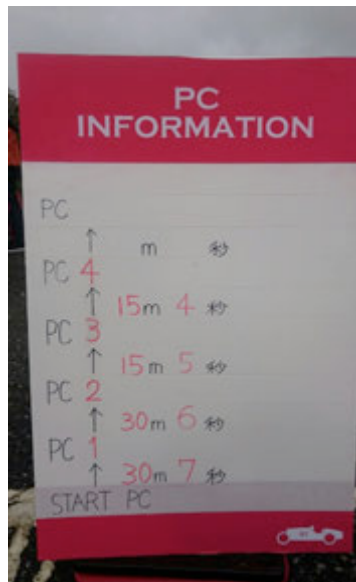 PC
INFORMATION
PC
↑ m 秒
PC 4
↑ 15m 4 秒
PC 3
↑ 15m 5 秒
PC 2
↑ 30m 6 秒
PC 1
↑ 30m 7 秒
START PC